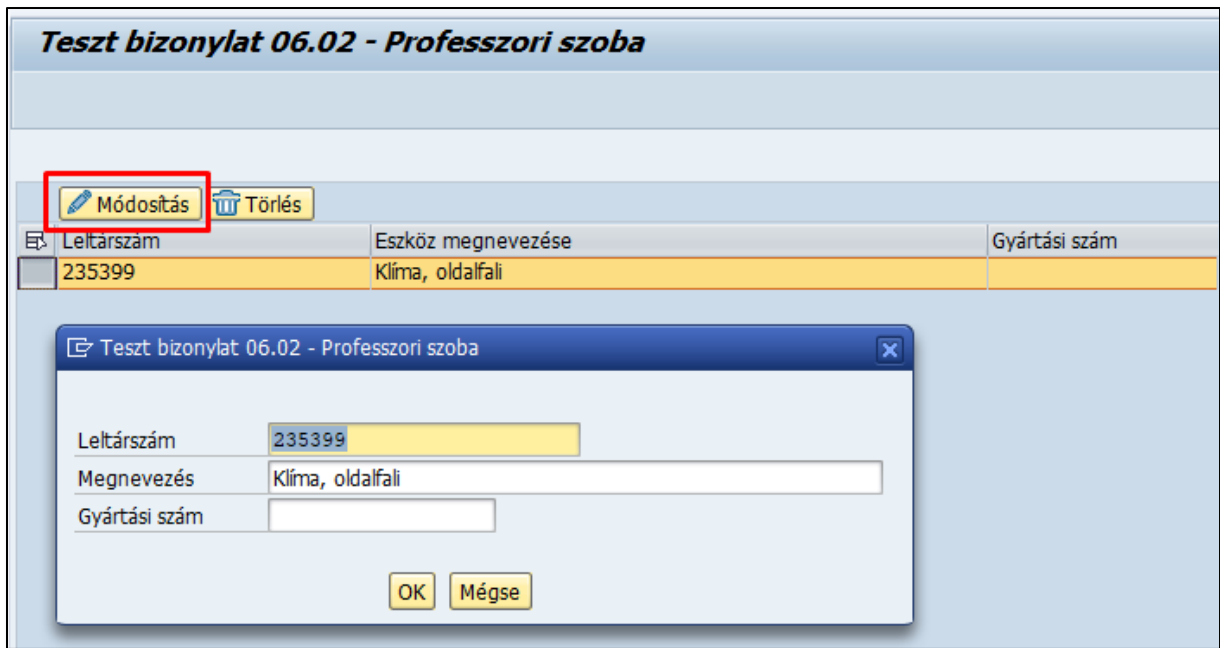 Teszt bizonylat 06.02 - Professzori szoba
Módosítás Törlés
Leltárszám Eszköz megnevezése Gyártási szám
235399 Klíma, oldalfali
Teszt bizonylat 06.02 - Professzori szoba
Leltárszám 235399
Megnevezés Klíma, oldalfali
Gyártási szám
OK Mégse